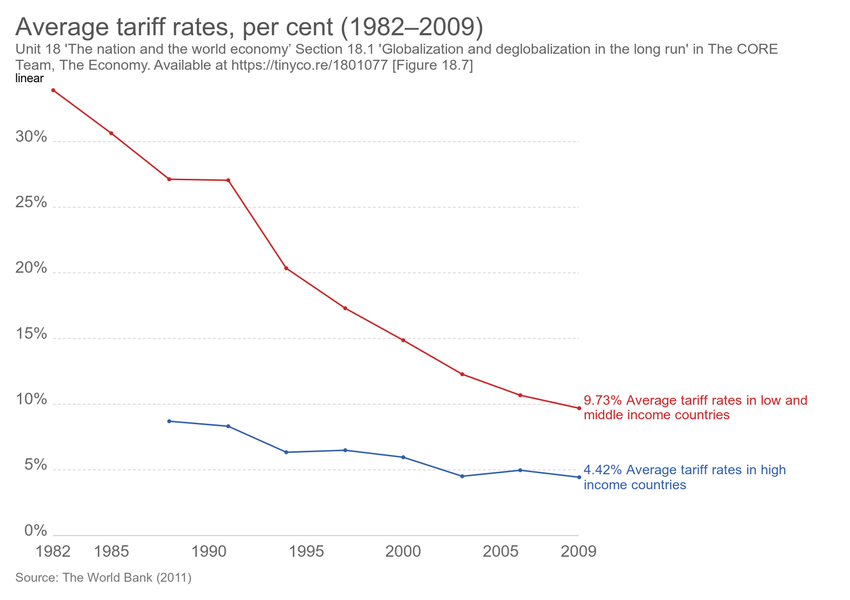 Average tariff rates, per cent (1982–2009)
Unit 18 'The nation and the world economy’ Section 18.1 'Globalization and deglobalization in the long run' in The CORE
Team, The Economy. Available at https://tinyco.re/1801077 [Figure 18.7]
linear
30%
25%
20%
15%
10%
9.73% Average tariff rates in low and
middle income countries
5%
4.42% Average tariff rates in high
income countries
0%
1982 1985 1990 1995 2000 2005 2009
Source: The World Bank (2011)